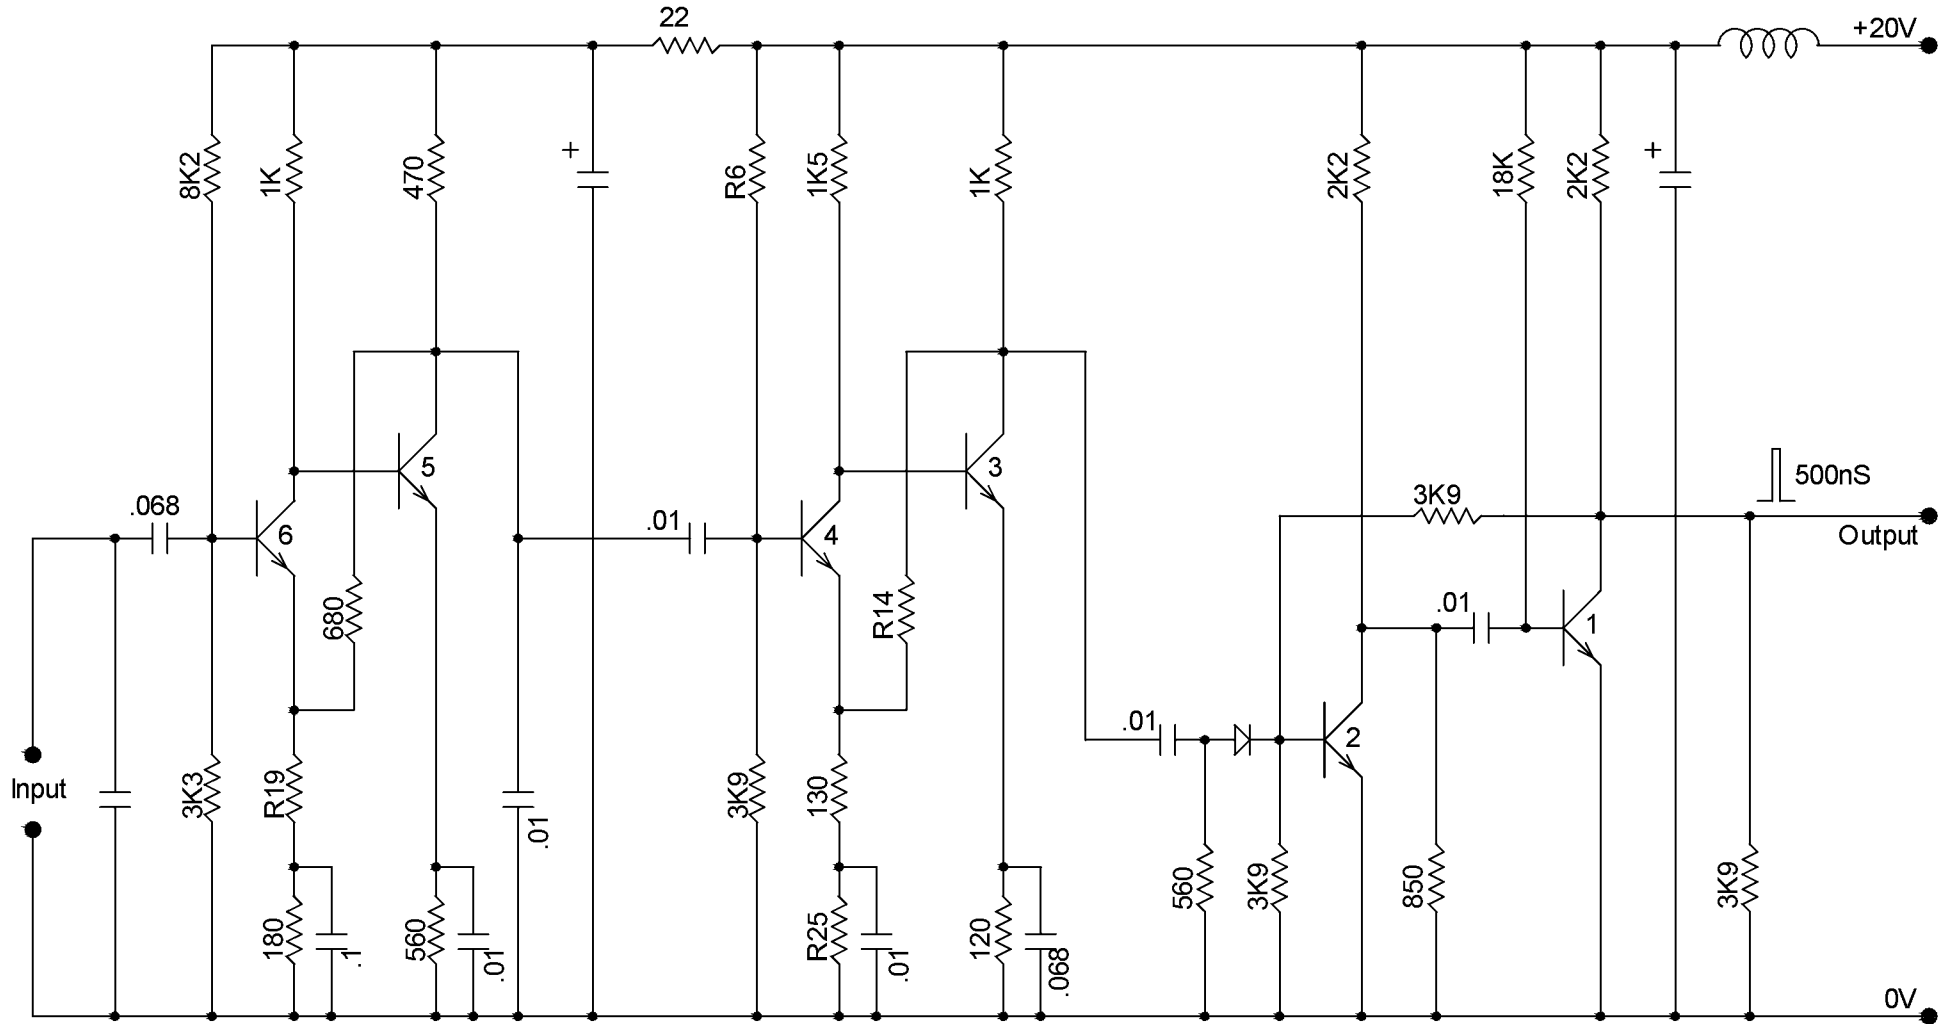 22
+20V
8K2
1K
470
+
R6
1K5
1K
2K2
18K
2K2
+
5
3
3K9
500nS
.068
6
.01
4
Output
680
R14
.01
1
.01
2
Input
3K3
R19
.01
3K9
130
560
3K9
850
3K9
180
.1
560
.01
R25
.01
120
.068
0V